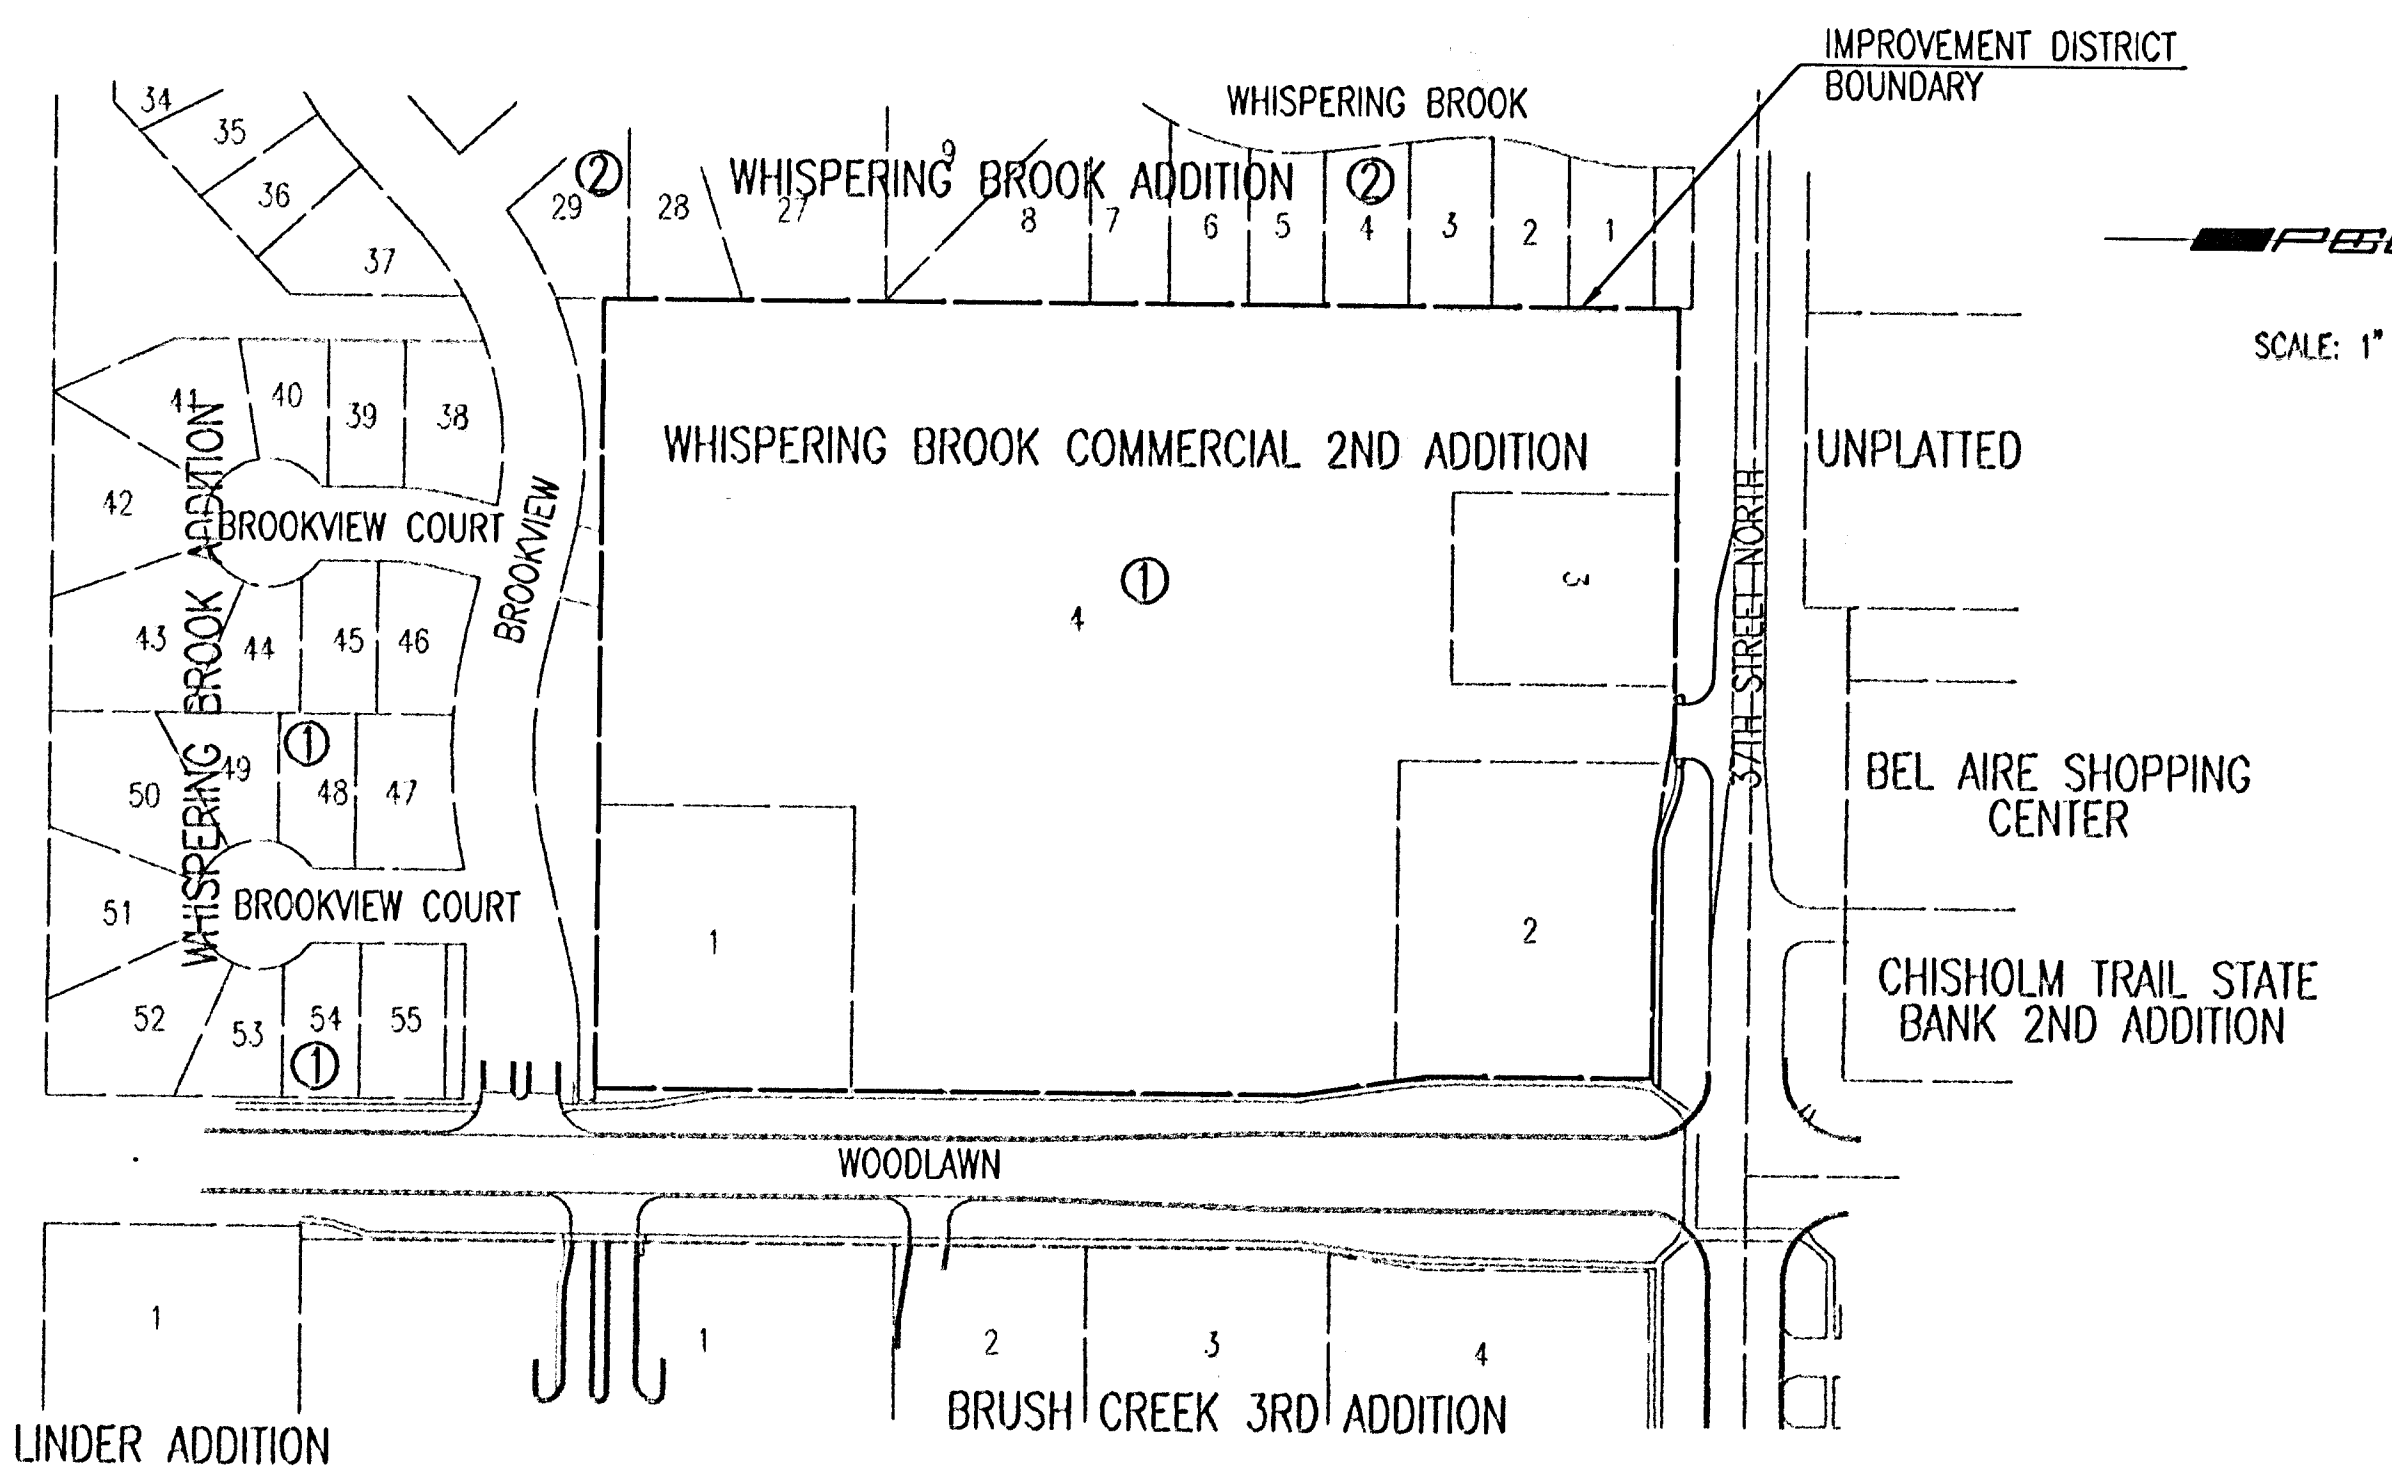 IMPROVEMENT DISTRICT
BOUNDARY
WHISPERING BROOK
34
35
36
37
29
2
28
WHISPERING BROOK ADDITION
27
9
8
7
6
5
2
4
3
2
1
SCALE: 1"
41
40
39
38
42
WHISPERING BROOK ADDITION
BROOKVIEW COURT
BROOKVIEW
WHISPERING BROOK COMMERCIAL 2ND ADDITION
UNPLATTED
37TH STREET NORTH
3
1
4
43
44
45
46
1
50
49
48
47
BEL AIRE SHOPPING
CENTER
51
BROOKVIEW COURT
1
2
CHISHOLM TRAIL STATE
BANK 2ND ADDITION
52
53
54
55
1
WOODLAWN
1
1
2
3
4
BRUSH CREEK 3RD ADDITION
LINDER ADDITION